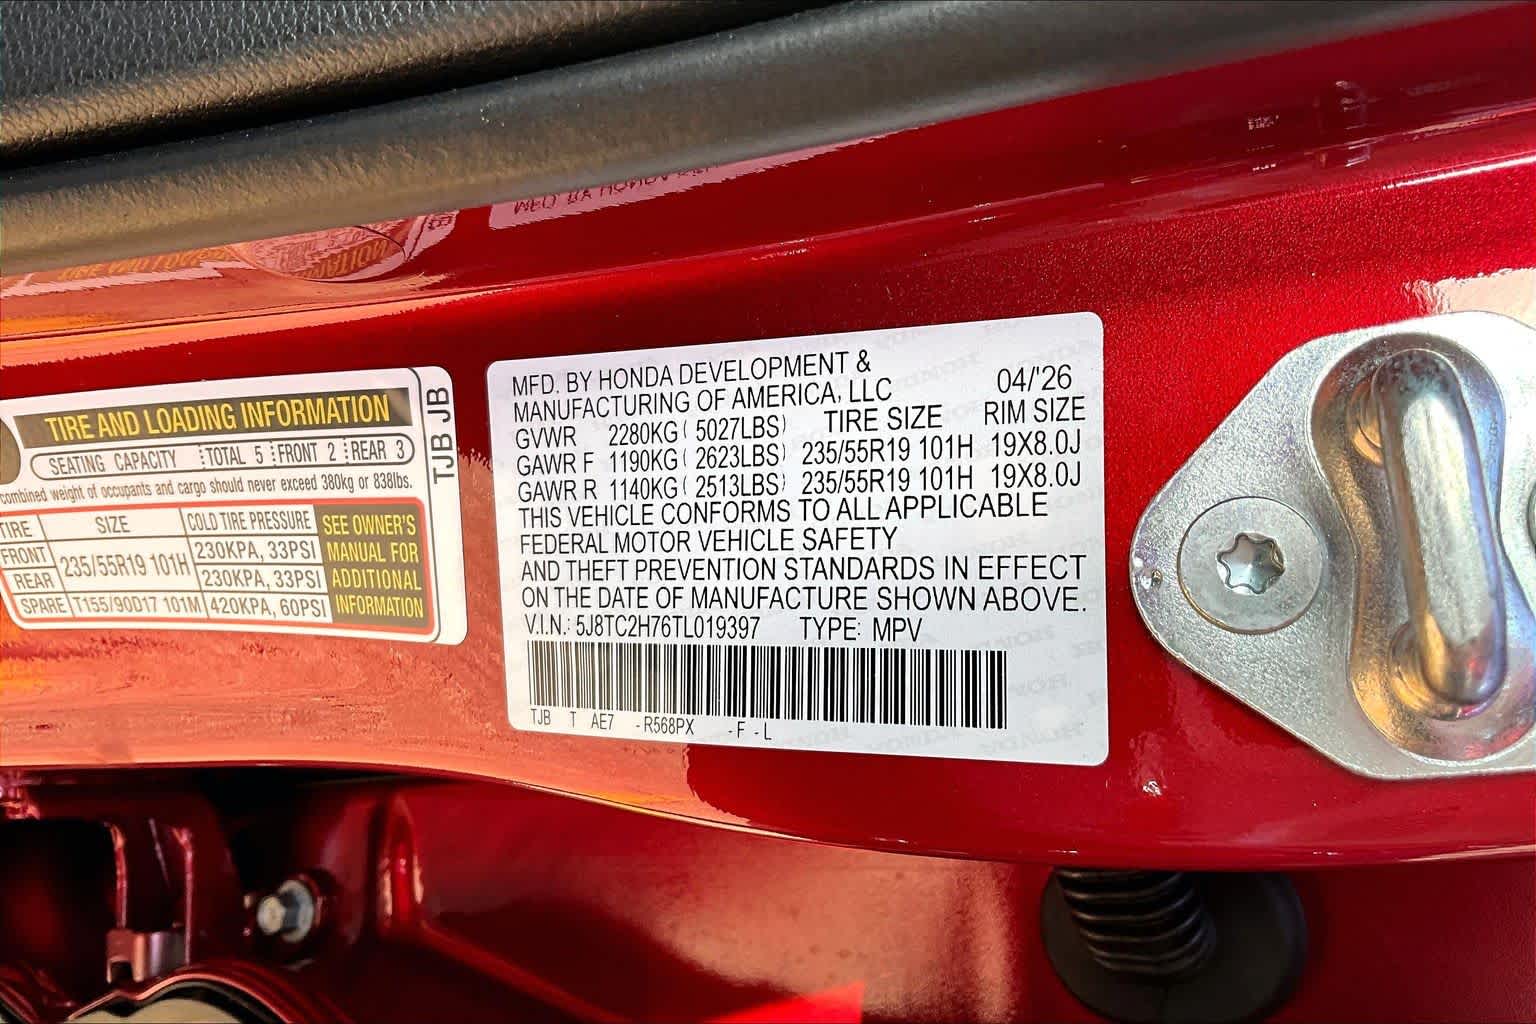 TIRE AND LOADING INFORMATION
SEATING CAPACITY TOTAL 5 FRONT 2 REAR 3
combined weight of occupants and cargo should never exceed 380kg or 838lbs.
TIRE SIZE COLD TIRE PRESSURE SEE OWNER'S
FRONT 235/55R19 101H 230KPA, 33PSI MANUAL FOR
REAR 230KPA, 33PSI ADDITIONAL
SPARE T155/90D17 101M 420KPA, 60PSI INFORMATION
TJB JB
MFD. BY HONDA DEVELOPMENT &
MANUFACTURING OF AMERICA, LLC 04/'26
GVWR 2280KG ( 5027LBS) TIRE SIZE RIM SIZE
GAWR F 1190KG ( 2623LBS) 235/55R19 101H 19X8.0J
GAWR R 1140KG ( 2513LBS) 235/55R19 101H 19X8.0J
THIS VEHICLE CONFORMS TO ALL APPLICABLE
FEDERAL MOTOR VEHICLE SAFETY
AND THEFT PREVENTION STANDARDS IN EFFECT
ON THE DATE OF MANUFACTURE SHOWN ABOVE.
V.I.N.: 5J8TC2H76TL019397 TYPE: MPV
TJB T AE7 -R568PX -F -L